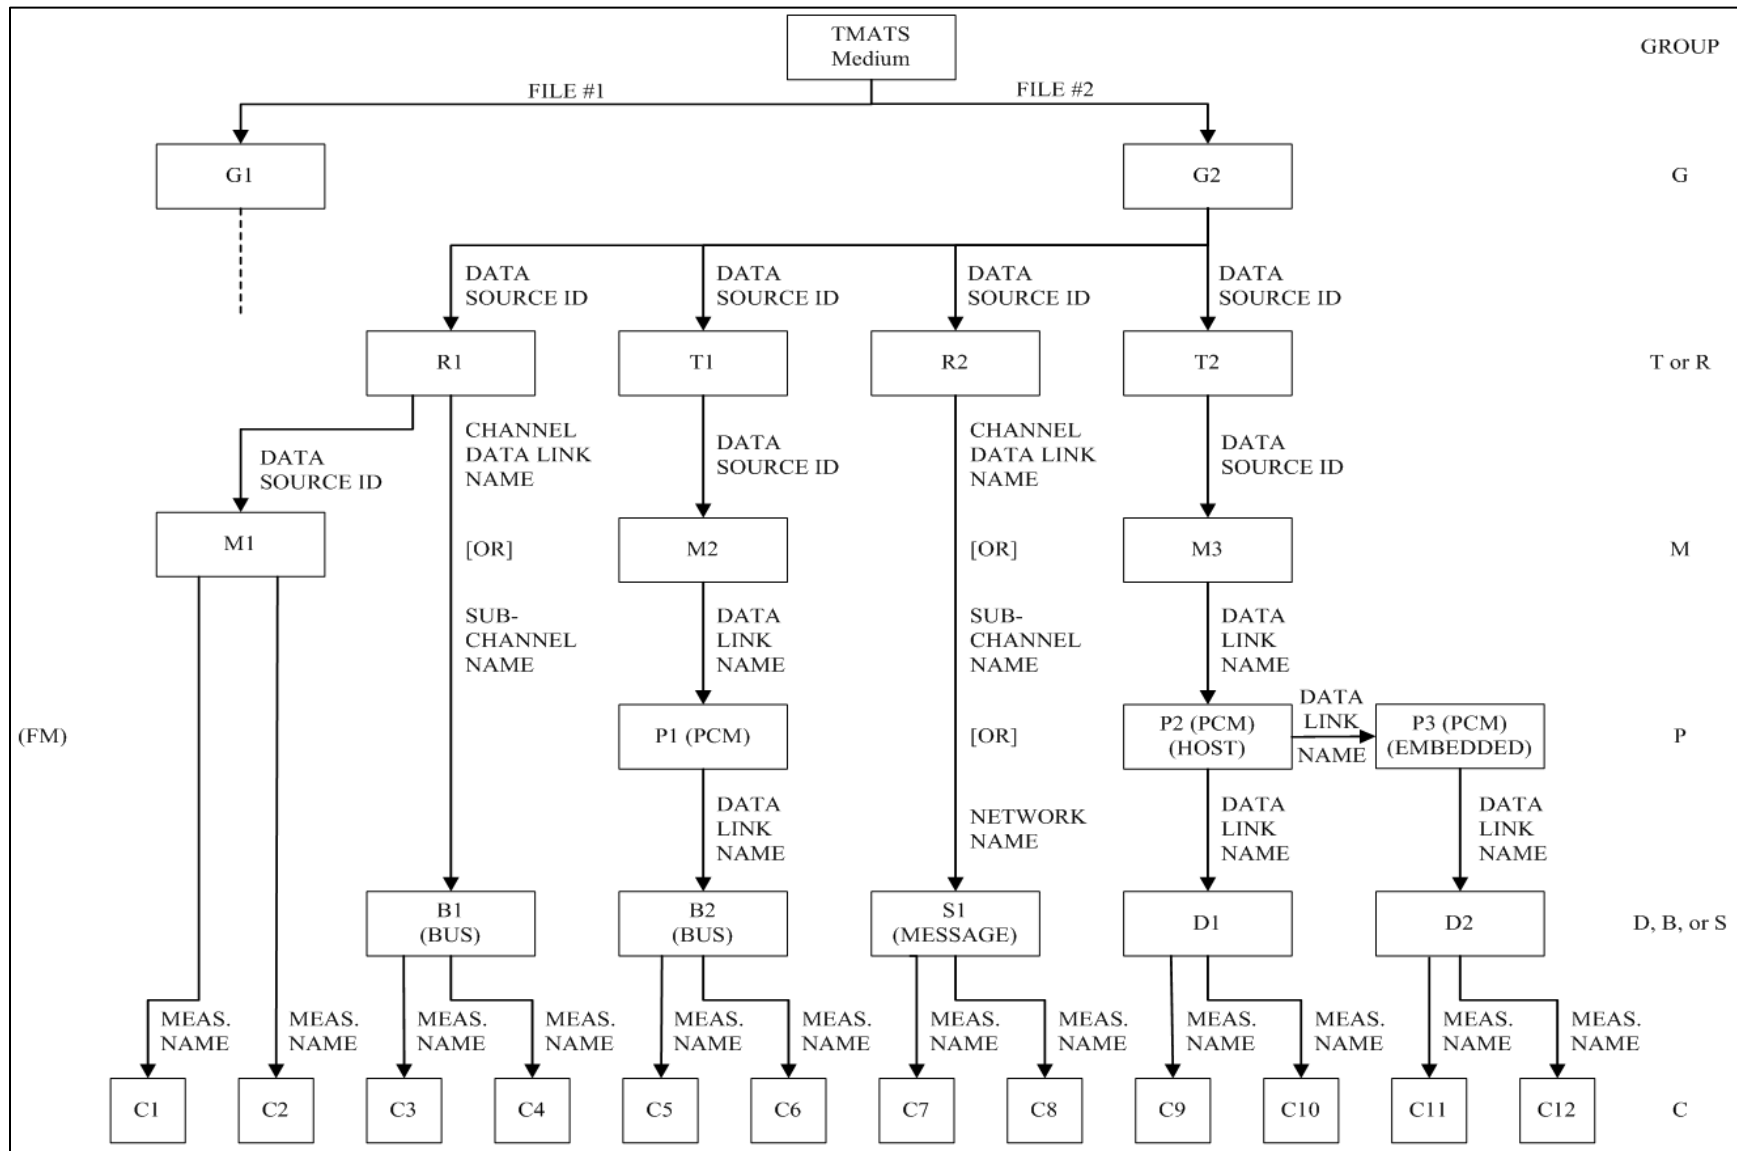 TMATS
Medium
GROUP
FILE #1
FILE #2
G1
G2
G
DATA
SOURCE ID
DATA
SOURCE ID
DATA
SOURCE ID
DATA
SOURCE ID
R1
T1
R2
T2
T or R
CHANNEL
DATA LINK
NAME
DATA
SOURCE ID
CHANNEL
DATA LINK
NAME
DATA
SOURCE ID
DATA
SOURCE ID
M1
[OR]
M2
[OR]
M3
M
SUB-
CHANNEL
NAME
DATA
LINK
NAME
SUB-
CHANNEL
NAME
DATA
LINK
NAME
(FM)
P1 (PCM)
[OR]
P2 (PCM)
(HOST)
DATA
LINK
NAME
P3 (PCM)
(EMBEDDED)
P
DATA
LINK
NAME
NETWORK
NAME
DATA
LINK
NAME
DATA
LINK
NAME
B1
(BUS)
B2
(BUS)
S1
(MESSAGE)
D1
D2
D, B, or S
MEAS.
NAME
MEAS.
NAME
MEAS.
NAME
MEAS.
NAME
MEAS.
NAME
MEAS.
NAME
MEAS.
NAME
MEAS.
NAME
MEAS.
NAME
MEAS.
NAME
MEAS.
NAME
MEAS.
NAME
C1
C2
C3
C4
C5
C6
C7
C8
C9
C10
C11
C12
C